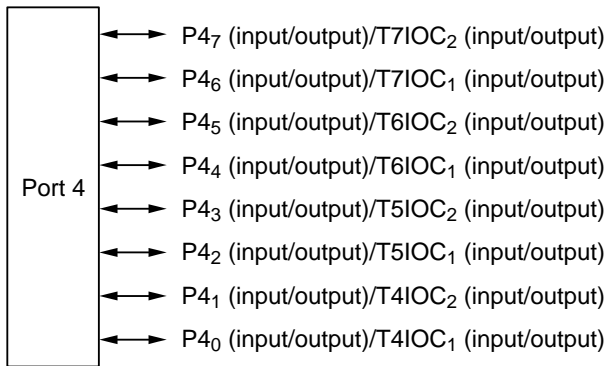 P4₇ (input/output)/T7IOC₂ (input/output)
P4₆ (input/output)/T7IOC₁ (input/output)
P4₅ (input/output)/T6IOC₂ (input/output)
P4₄ (input/output)/T6IOC₁ (input/output)
Port 4
P4₃ (input/output)/T5IOC₂ (input/output)
P4₂ (input/output)/T5IOC₁ (input/output)
P4₁ (input/output)/T4IOC₂ (input/output)
P4₀ (input/output)/T4IOC₁ (input/output)